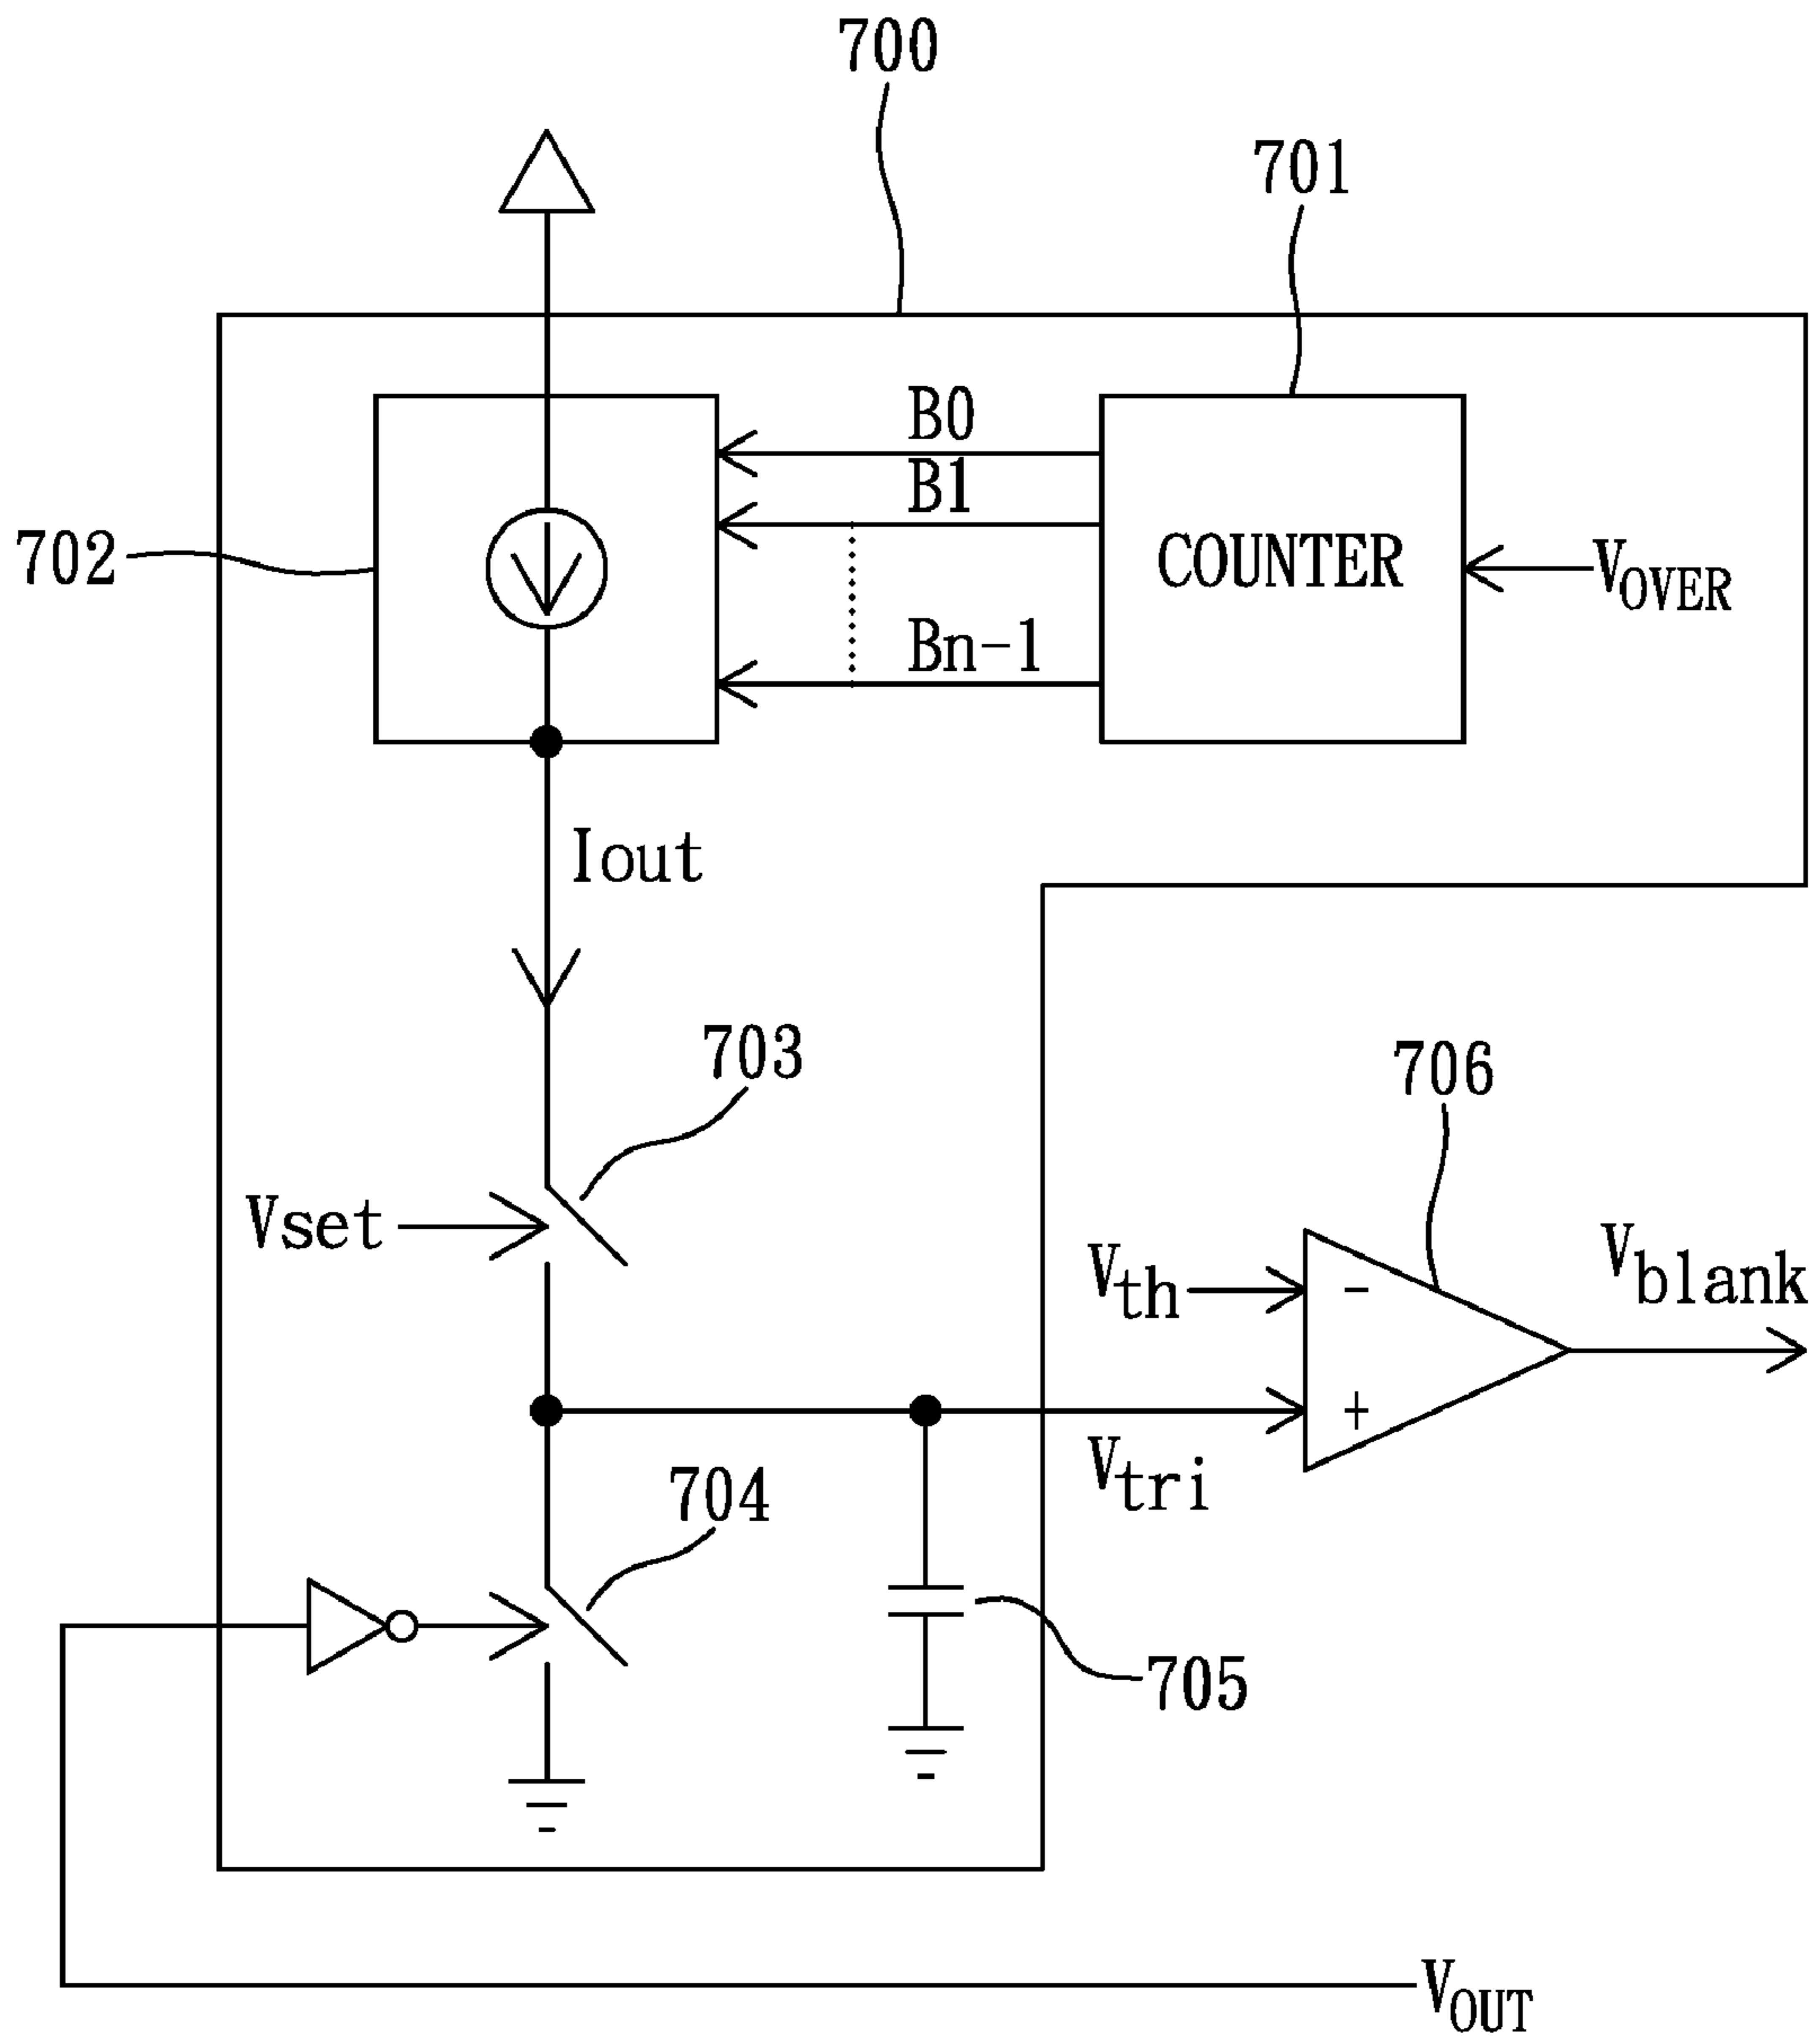 700
701
B0
B1
702
COUNTER
VOVER
Bn-1
Iout
703
706
Vset
Vth
-
Vblank
+
Vtri
704
705
VOUT